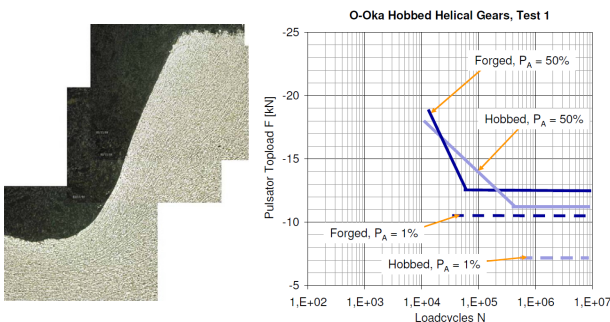 O-Oka Hobbed Helical Gears, Test 1
-25
-20
-15
-10
-5
Pulsator Topload F [kN]
Forged, PA = 50%
Hobbed, PA = 50%
Forged, PA = 1%
Hobbed, PA = 1%
1,E+02 1,E+03 1,E+04 1,E+05 1,E+06 1,E+07
Loadcycles N